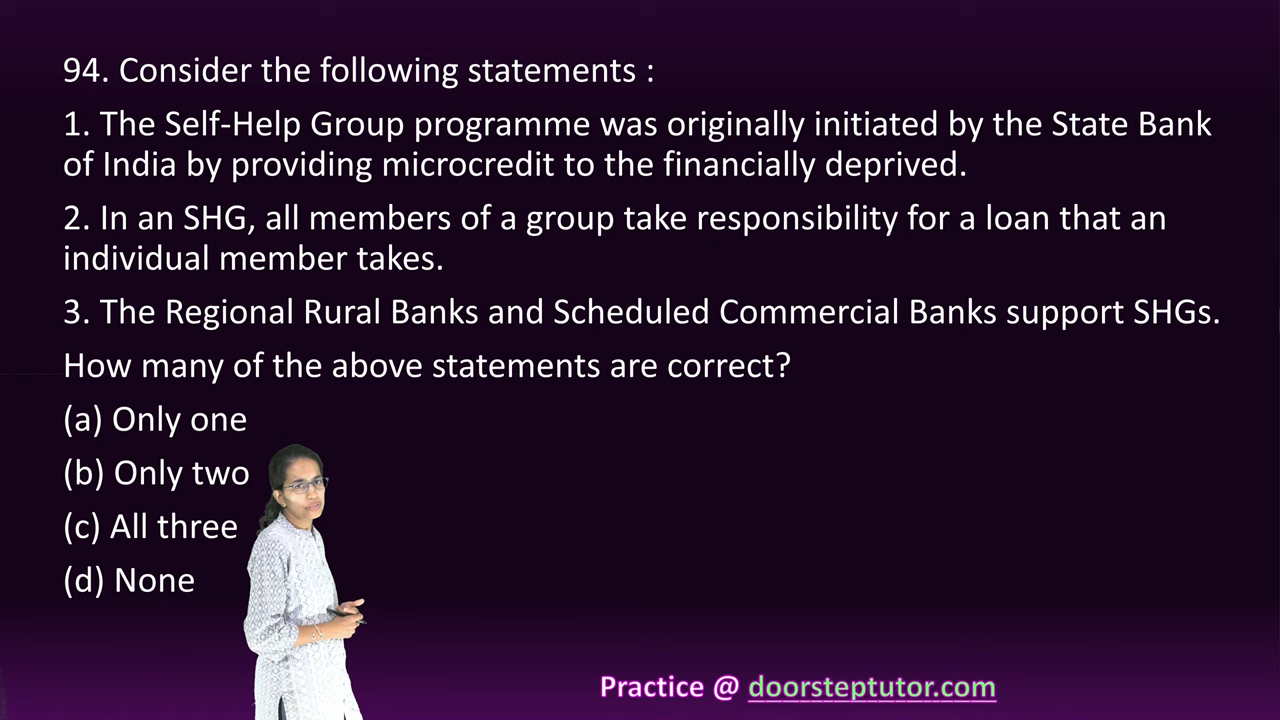 94. Consider the following statements :
1. The Self-Help Group programme was originally initiated by the State Bank
of India by providing microcredit to the financially deprived.
2. In an SHG, all members of a group take responsibility for a loan that an
individual member takes.
3. The Regional Rural Banks and Scheduled Commercial Banks support SHGs.
How many of the above statements are correct?
(a) Only one
(b) Only two
(c) All three
(d) None
Practice @ doorsteptutor.com